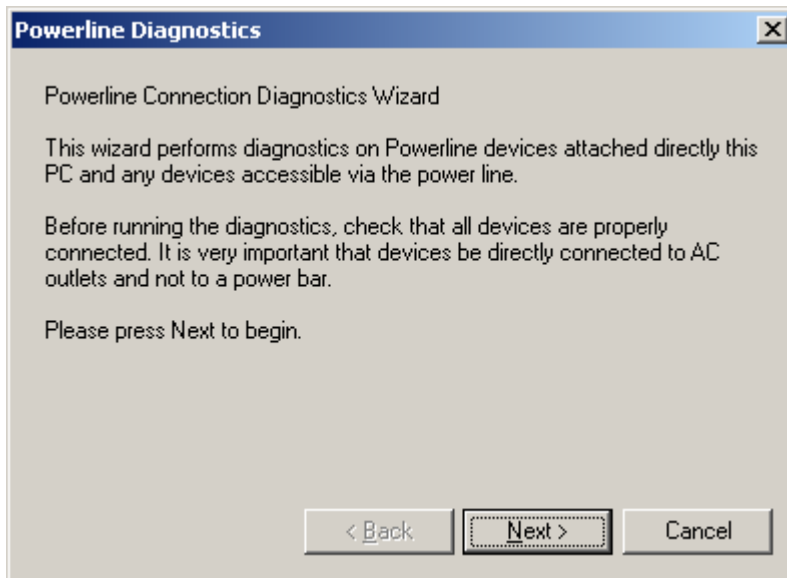 Powerline Diagnostics
Powerline Connection Diagnostics Wizard
This wizard performs diagnostics on Powerline devices attached directly this
PC and any devices accessible via the power line.
Before running the diagnostics, check that all devices are properly
connected. It is very important that devices be directly connected to AC
outlets and not to a power bar.
Please press Next to begin.
< Back
Next >
Cancel